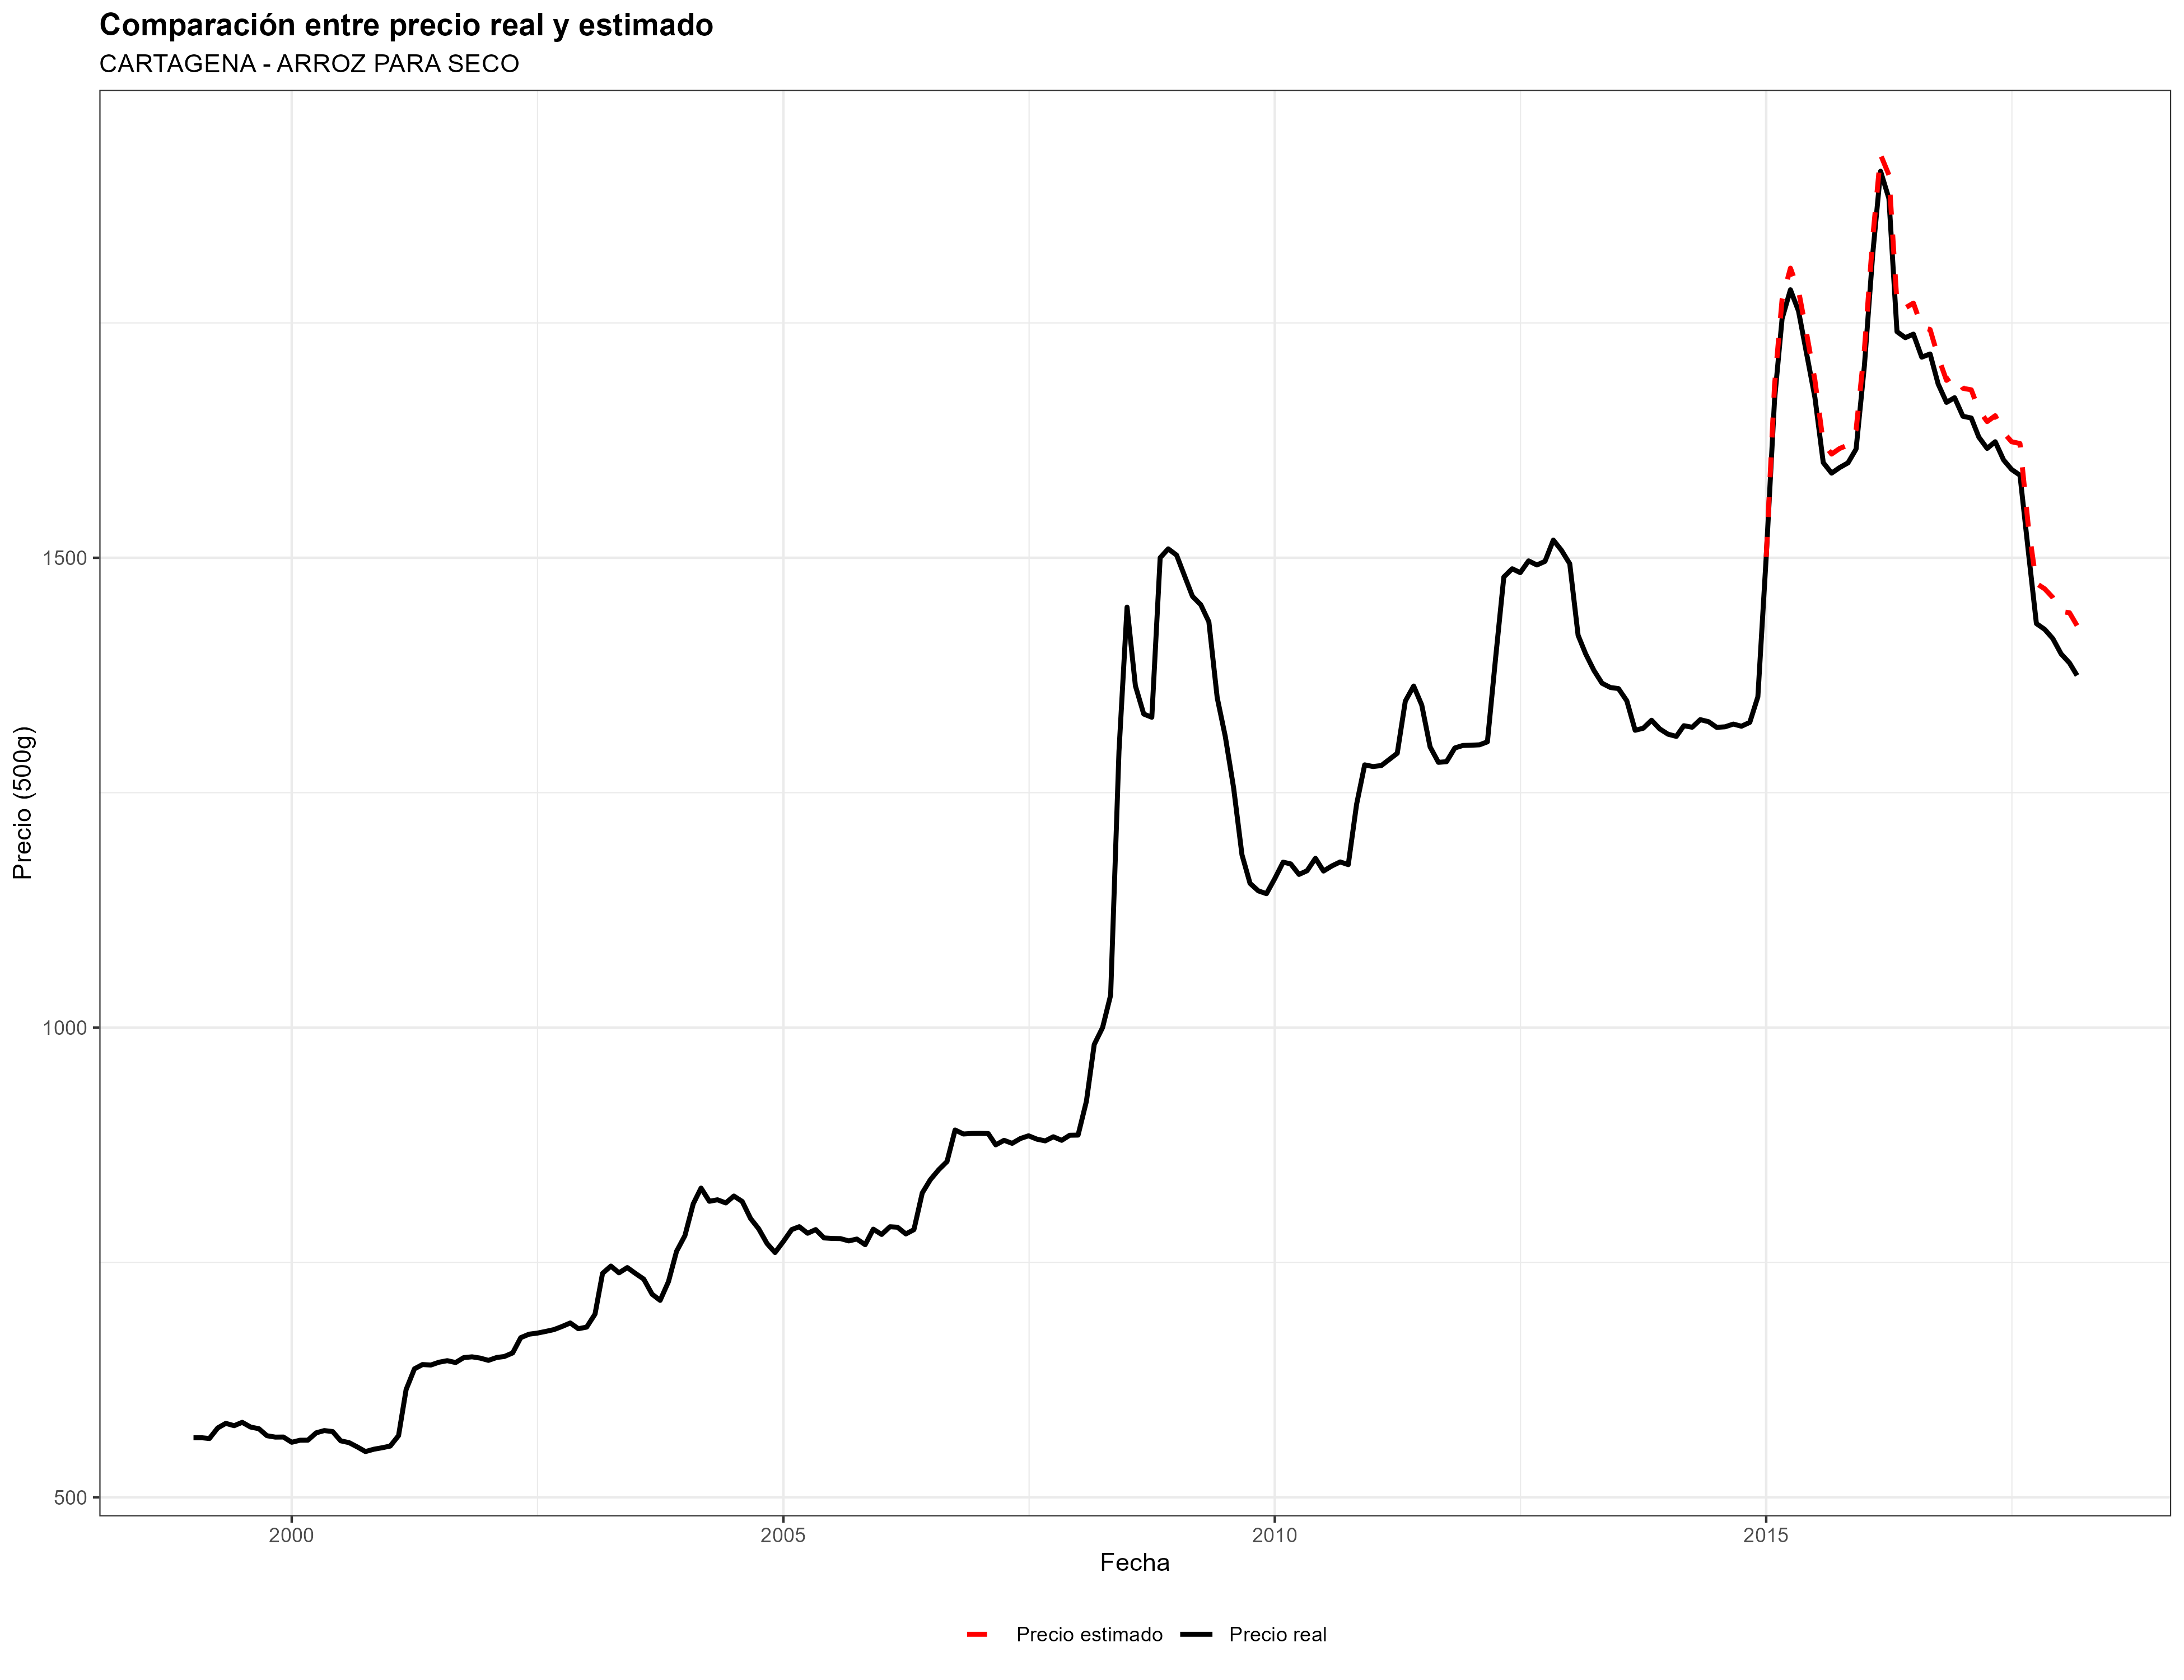 Comparación entre precio real y estimado
CARTAGENA - ARROZ PARA SECO
Precio (500g)
1500
1000
500
2000
2005
2010
2015
Fecha
Precio estimado
Precio real